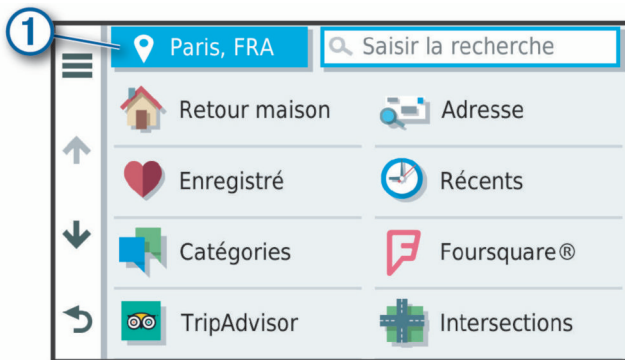 1
Paris, FRA
Saisir la recherche
Retour maison
Adresse
Enregistré
Récents
Catégories
Foursquare®
TripAdvisor
Intersections